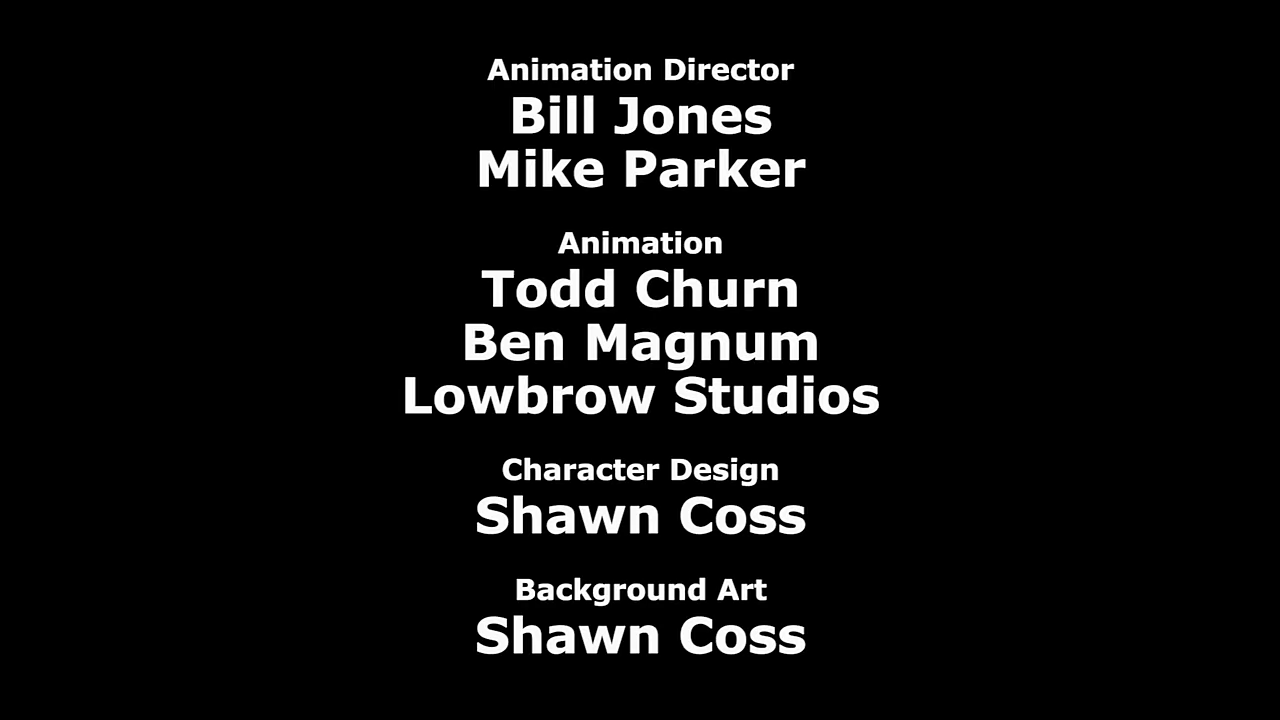 Animation Director
Bill Jones
Mike Parker
Animation
Todd Churn
Ben Magnum
Lowbrow Studios
Character Design
Shawn Coss
Background Art
Shawn Coss